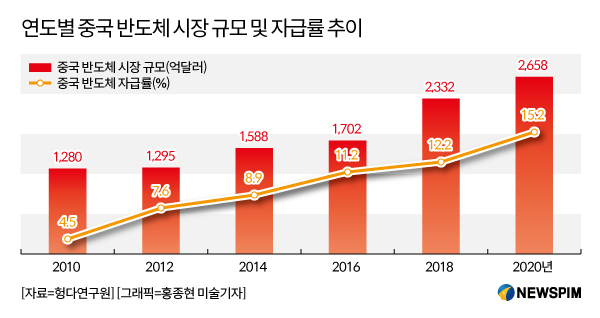 연도별 중국 반도체 시장 규모 및 자급률 추이
중국 반도체 시장 규모(억달러)
중국 반도체 자급률(%)
1,280 1,295 1,588 1,702 2,332 2,658
4.5 7.6 8.9 11.2 12.2 15.2
2010 2012 2014 2016 2018 2020년
[자료=헝다연구원] [그래픽=홍종현 미술기자]
NEWSPIM